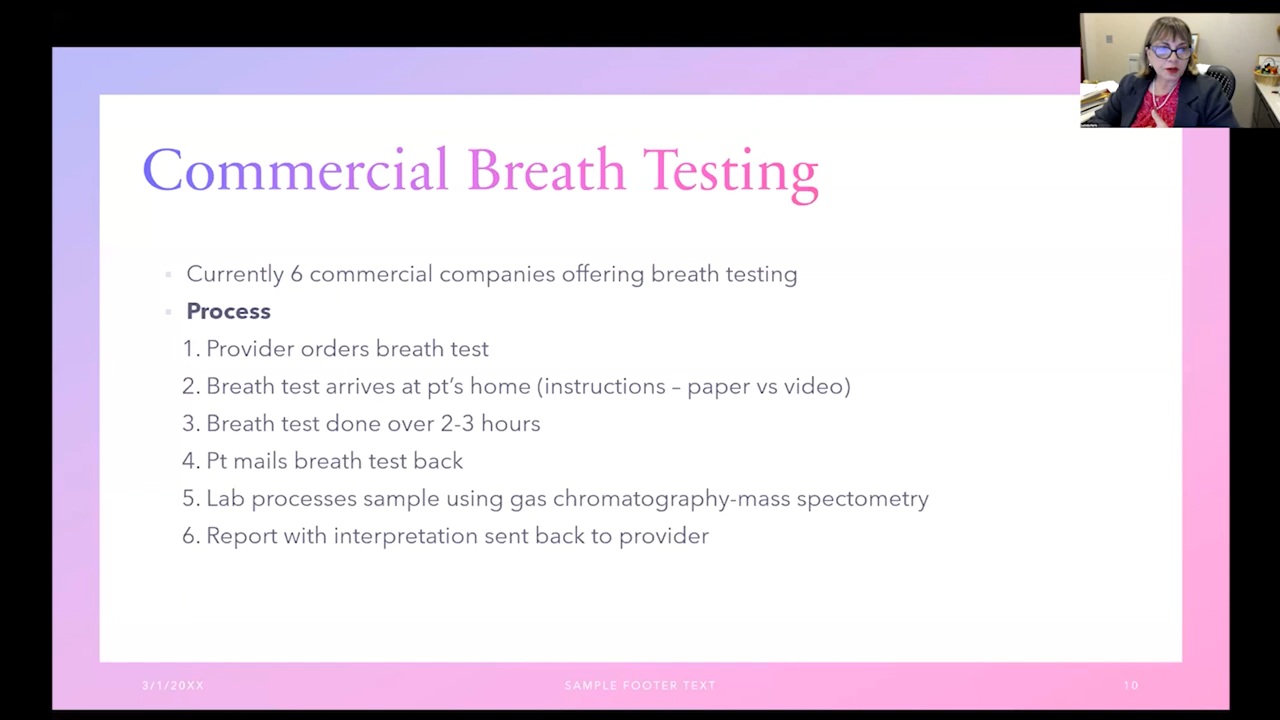 Commercial Breath Testing
Currently 6 commercial companies offering breath testing
Process
1. Provider orders breath test
2. Breath test arrives at pt's home (instructions – paper vs video)
3. Breath test done over 2-3 hours
4. Pt mails breath test back
5. Lab processes sample using gas chromatography-mass spectometry
6. Report with interpretation sent back to provider
3/1/20XX
SAMPLE FOOTER TEXT
10